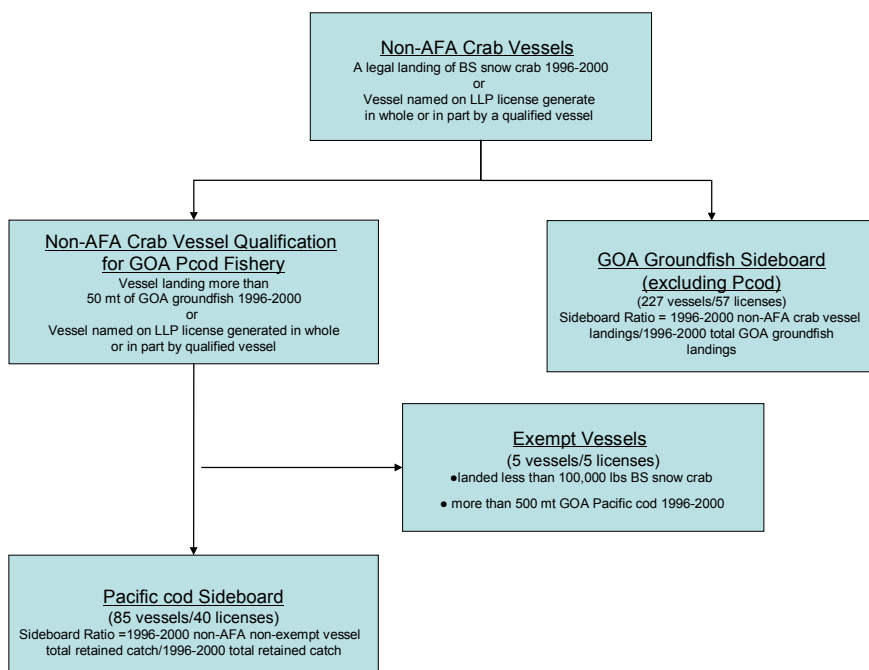 Non-AFA Crab Vessels
A legal landing of BS snow crab 1996-2000
or
Vessel named on LLP license generate
in whole or in part by a qualified vessel
Non-AFA Crab Vessel Qualification
for GOA Pcod Fishery
Vessel landing more than
50 mt of GOA groundfish 1996-2000
or
Vessel named on LLP license generated in whole
or in part by qualified vessel
GOA Groundfish Sideboard
(excluding Pcod)
(227 vessels/57 licenses)
Sideboard Ratio = 1996-2000 non-AFA crab vessel
landings/1996-2000 total GOA groundfish
landings
Exempt Vessels
(5 vessels/5 licenses)
●landed less than 100,000 lbs BS snow crab
● more than 500 mt GOA Pacific cod 1996-2000
Pacific cod Sideboard
(85 vessels/40 licenses)
Sideboard Ratio =1996-2000 non-AFA non-exempt vessel
total retained catch/1996-2000 total retained catch